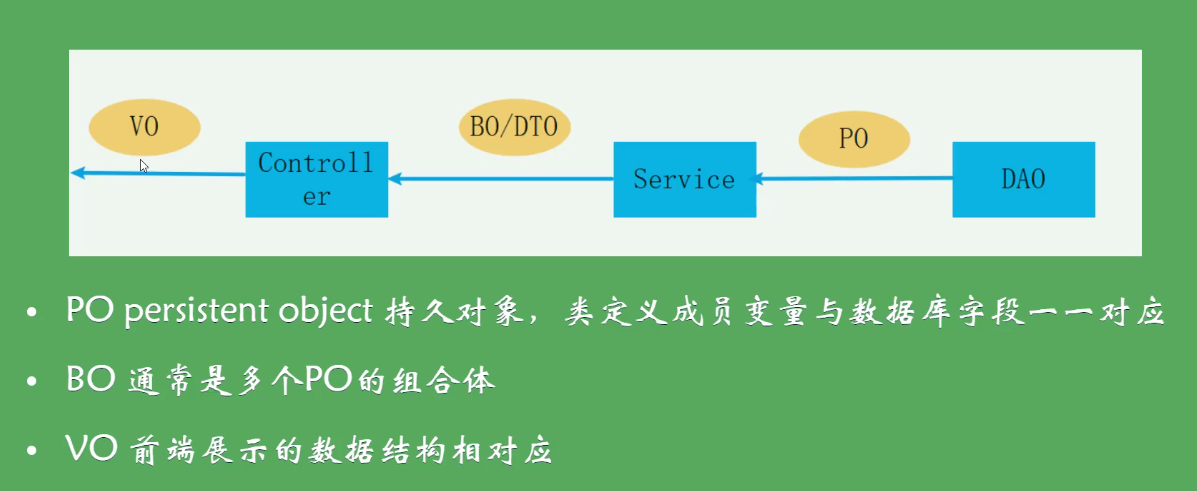 VO
BO/DTO
PO
Controll
er
Service
DAO
• PO persistent object 持久对象，类定义成员变量与数据库字段一一对应
• BO 通常是多个PO的组合体
• VO 前端展示的数据结构相对应